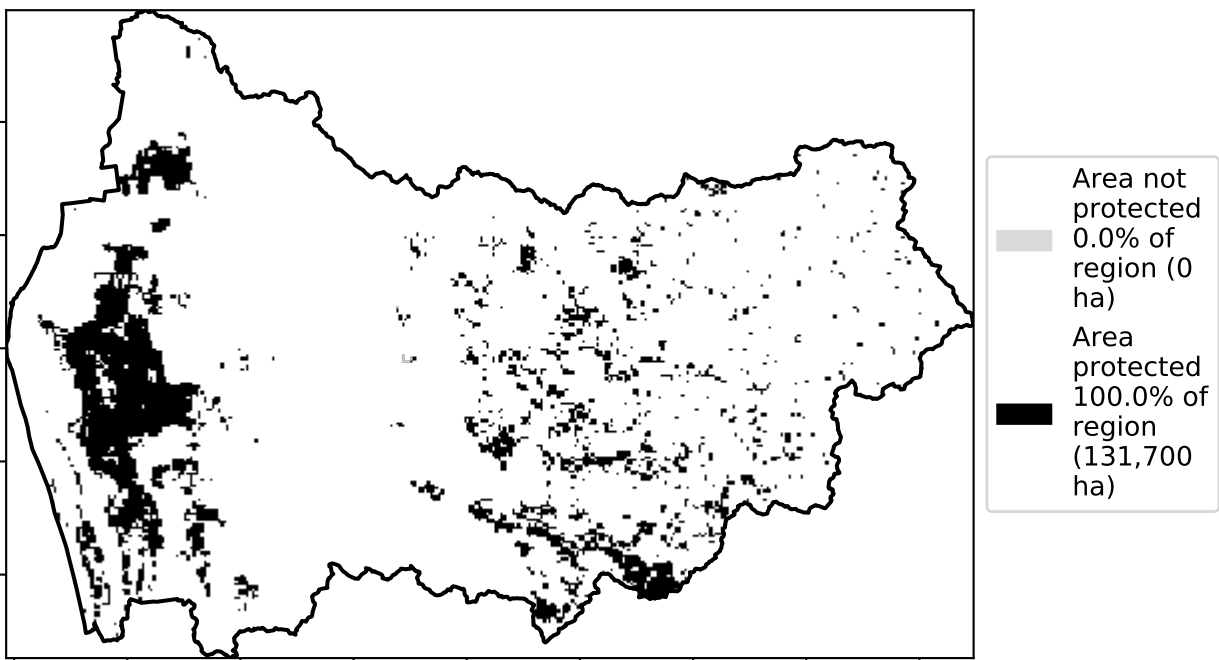 Area not
protected
0.0% of
region (0
ha)
Area
protected
100.0% of
region
(131,700
ha)